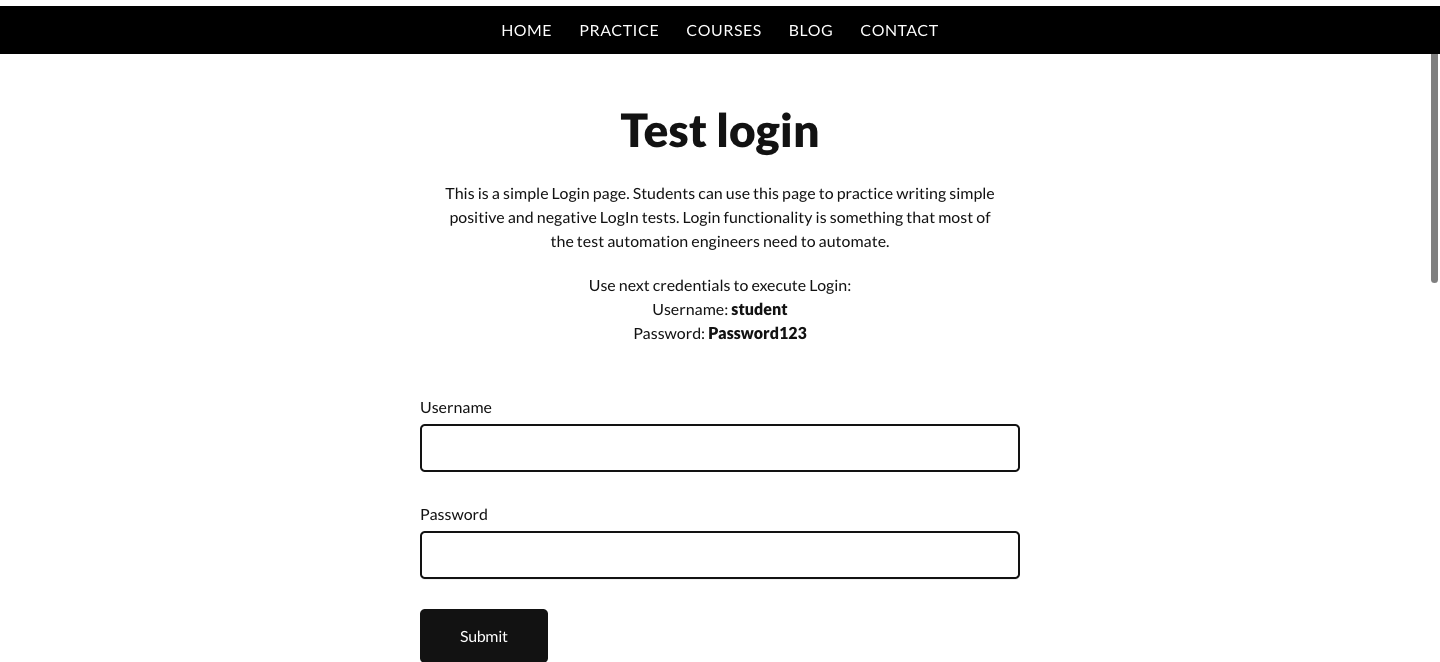 HOME PRACTICE COURSES BLOG CONTACT
Test login
This is a simple Login page. Students can use this page to practice writing simple
positive and negative LogIn tests. Login functionality is something that most of
the test automation engineers need to automate.
Use next credentials to execute Login:
Username: student
Password: Password123
Username
Password
Submit